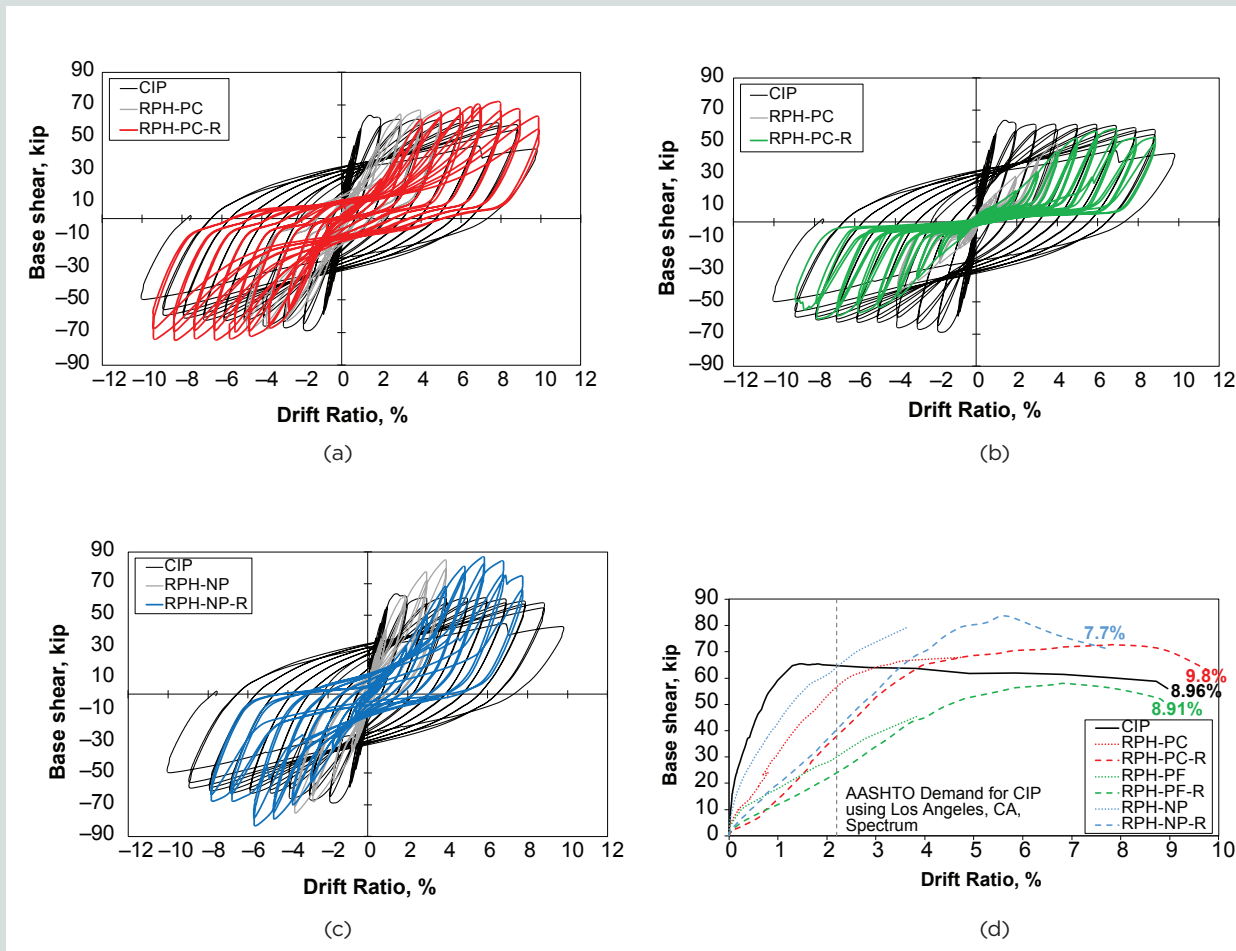 90
70
50
30
10
–10
–30
–50
–70
–90
Base shear, kip
CIP
RPH-PC
RPH-PC-R
–12 –10 –8 –6 –4 –2 0 2 4 6 8 10 12
Drift Ratio, %
(a)
90
70
50
30
10
–10
–30
–50
–70
–90
Base shear, kip
CIP
RPH-PC
RPH-PC-R
–12 –10 –8 –6 –4 –2 0 2 4 6 8 10 12
Drift Ratio, %
(b)
90
70
50
30
10
–10
–30
–50
–70
–90
Base shear, kip
CIP
RPH-NP
RPH-NP-R
–12 –10 –8 –6 –4 –2 0 2 4 6 8 10 12
Drift Ratio, %
(c)
90
80
70
60
50
40
30
20
10
0
Base shear, kip
7.7%
9.8%
8.96%
8.91%
AASHTO Demand for CIP
using Los Angeles, CA,
Spectrum
CIP
RPH-PC
RPH-PC-R
RPH-PF
RPH-PF-R
RPH-NP
RPH-NP-R
0 1 2 3 4 5 6 7 8 9 10
Drift Ratio, %
(d)